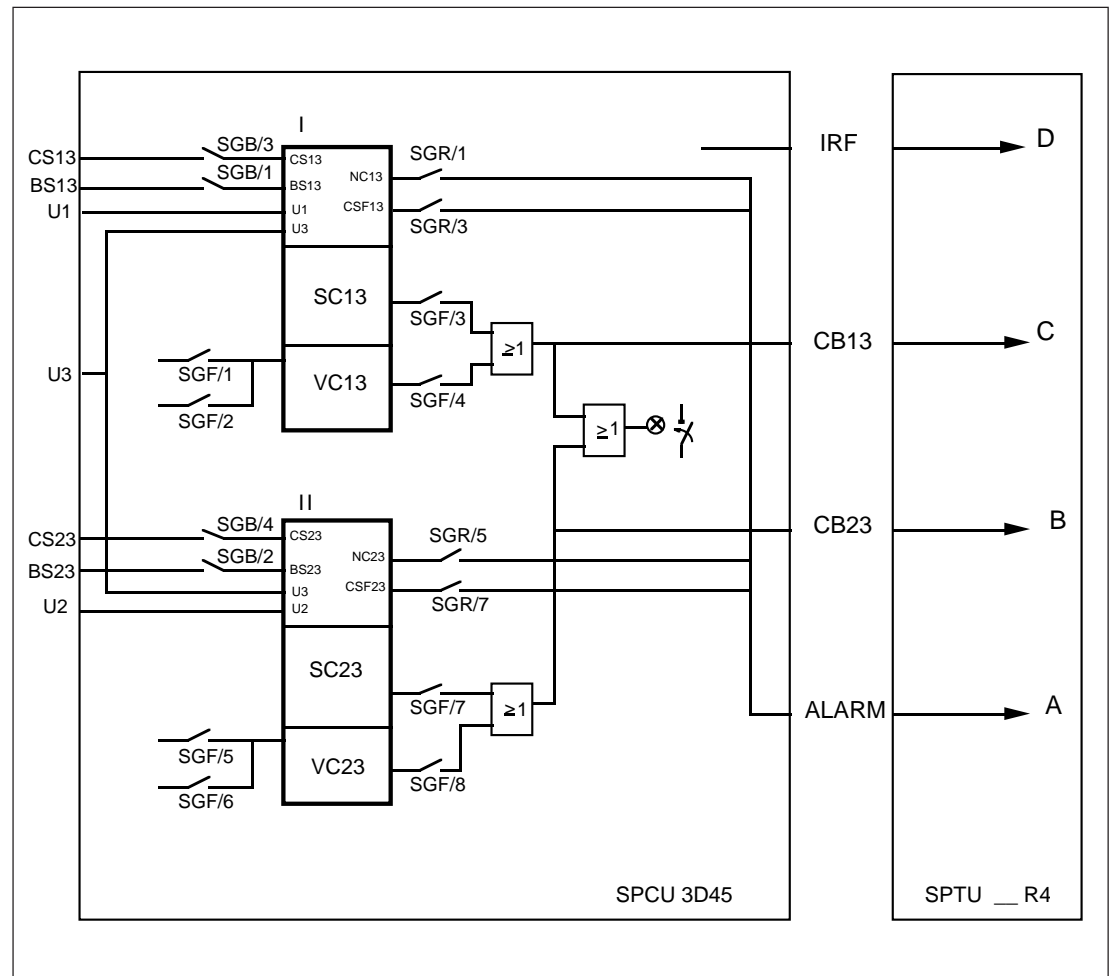 I
IRF
D
SGB/3
SGR/1
CS13
CS13
SGB/1
NC13
BS13
BS13
CSF13
U1
U1
U3
SGR/3
SC13
SGF/3
≥1
CB13
C
U3
SGF/1
VC13
SGF/4
SGF/2
≥1
II
CB23
B
SGB/4
SGR/5
CS23
CS23
SGB/2
NC23
BS23
BS23
CSF23
U3
U2
U2
SGR/7
SC23
SGF/7
≥1
ALARM
A
SGF/5
VC23
SGF/8
SGF/6
SPCU 3D45
SPTU __ R4